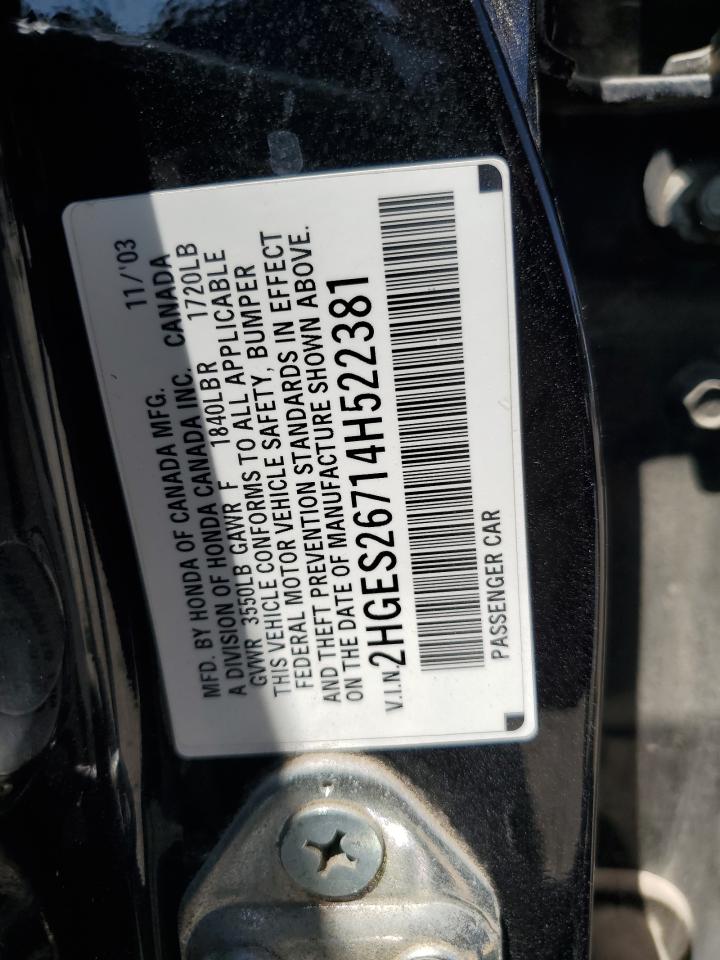 MFD. BY HONDA OF CANADA MFG. 11/'03
A DIVISION OF HONDA CANADA INC. CANADA
GVWR 3550LB GAWR F 1840LBR 1720LB
THIS VEHICLE CONFORMS TO ALL APPLICABLE
FEDERAL MOTOR VEHICLE SAFETY, BUMPER
AND THEFT PREVENTION STANDARDS IN EFFECT
ON THE DATE OF MANUFACTURE SHOWN ABOVE.
V.I.N. 2HGES26714H522381
PASSENGER CAR